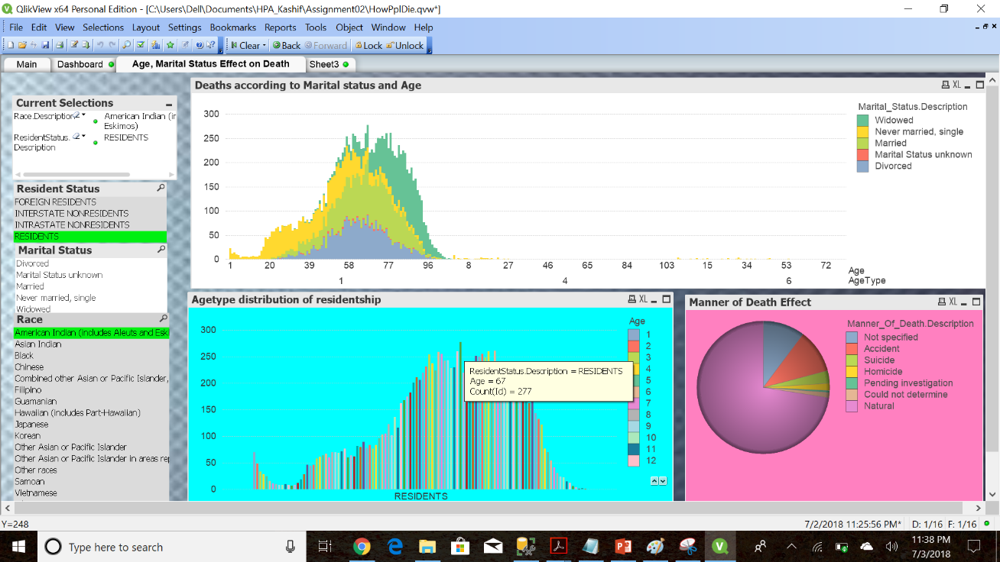 QlikView x64 Personal Edition - [C:\Users\Dell\Documents\HPA_Kashif\Assignment02\HowPplDie.qvw*]
File Edit View Selections Layout Settings Bookmarks Reports Tools Object Window Help
Clear Back Forward Lock Unlock
Main Dashboard Age, Marital Status Effect on Death Sheet3
Current Selections
Race.Description American Indian (in
Eskimos)
ResidentStatus. RESIDENTS
Description
Resident Status
FOREIGN RESIDENTS
INTERSTATE NONRESIDENTS
INTRASTATE NONRESIDENTS
RESIDENTS
Marital Status
Divorced
Marital Status unknown
Married
Never married, single
Widowed
Race
American Indian (includes Aleuts and Eski
Asian Indian
Black
Chinese
Combined other Asian or Pacific Islander,
Filipino
Guamanian
Hawaiian (includes Part-Hawaiian)
Japanese
Korean
Other Asian or Pacific Islander
Other Asian or Pacific Islander in areas rep
Other races
Samoan
Vietnamese
Deaths according to Marital status and Age
XL
300
250
200
150
100
50
0
1 20 39 58 77 96 8 27 46 65 84 103 15 34 53 72
Age
1 4 6 AgeType
Marital_Status.Description
Widowed
Never married, single
Married
Marital Status unknown
Divorced
Agetype distribution of residentship
XL
300
250
200
150
100
50
0
RESIDENTS
ResidentStatus.Description = RESIDENTS
Age = 67
Count(Id) = 277
Age
1
2
3
4
5
6
7
8
9
10
11
12
Manner of Death Effect
XL
Manner_Of_Death.Description
Not specified
Accident
Suicide
Homicide
Pending investigation
Could not determine
Natural
Y=248
7/2/2018 11:25:56 PM* D: 1/16 F: 1/16
Type here to search
11:38 PM
7/3/2018